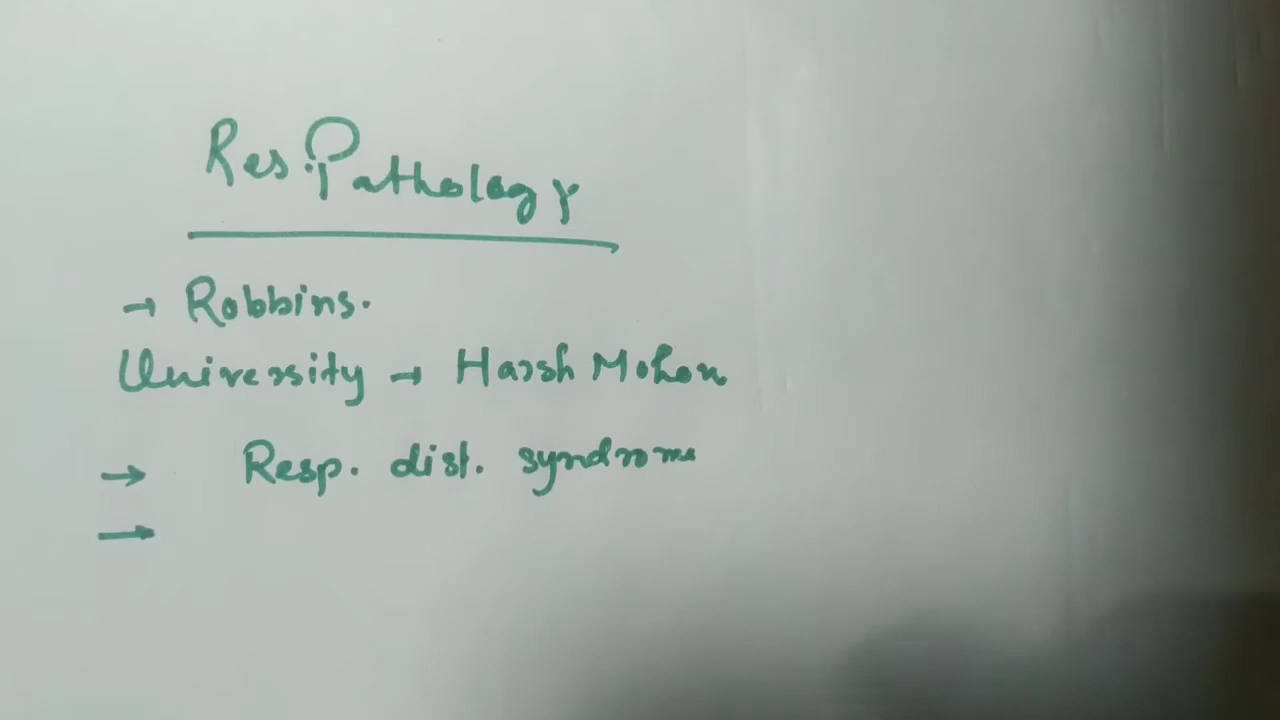 Res. Pathology
→ Robbins.
University → Harsh Mohan
→ Resp. dist. syndrome
→